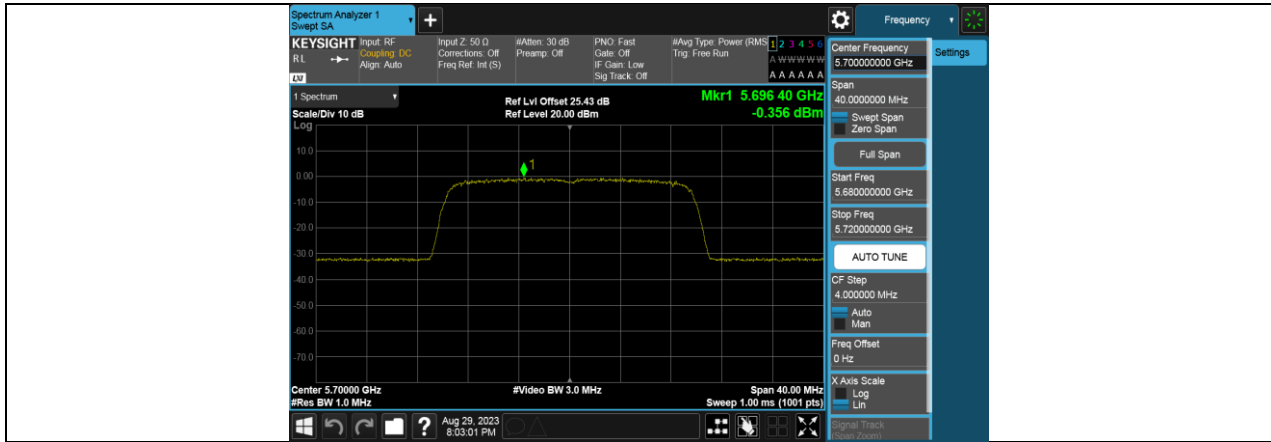 Spectrum Analyzer 1
Swept SA
+
Frequency
KEYSIGHT
RL
LXI
Input: RF
Coupling: DC
Align: Auto
Input Z: 50 Ω
Corrections: Off
Freq Ref: Int (S)
#Atten: 30 dB
Preamp: Off
PNO: Fast
Gate: Off
IF Gain: Low
Sig Track: Off
#Avg Type: Power (RMS
Trig: Free Run
1 2 3 4 5 6
A W W W W W
A A A A A A
1 Spectrum
Scale/Div 10 dB
Log
Ref Lvl Offset 25.43 dB
Ref Level 20.00 dBm
Mkr1 5.696 40 GHz
-0.356 dBm
1
10.0
0.00
-10.0
-20.0
-30.0
-40.0
-50.0
-60.0
-70.0
Center 5.70000 GHz
#Res BW 1.0 MHz
#Video BW 3.0 MHz
Span 40.00 MHz
Sweep 1.00 ms (1001 pts)
?
Aug 29, 2023
8:03:01 PM
Center Frequency
5.700000000 GHz
Settings
Span
40.0000000 MHz
Swept Span
Zero Span
Full Span
Start Freq
5.680000000 GHz
Stop Freq
5.720000000 GHz
AUTO TUNE
CF Step
4.000000 MHz
Auto
Man
Freq Offset
0 Hz
X Axis Scale
Log
Lin
Signal Track
(Span Zoom)